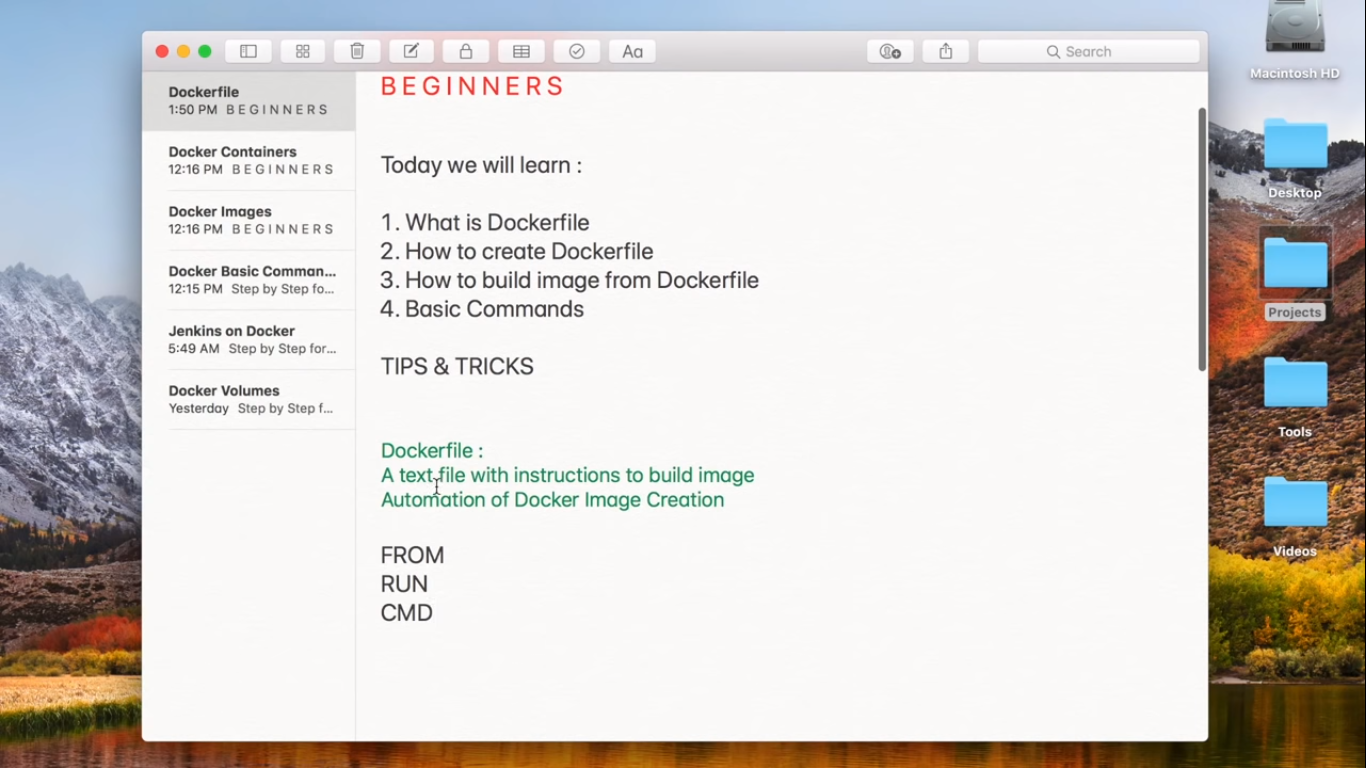 Aa
Search
Dockerfile
1:50 PM BEGINNERS
Docker Containers
12:16 PM BEGINNERS
Docker Images
12:16 PM BEGINNERS
Docker Basic Comman...
12:15 PM Step by Step fo...
Jenkins on Docker
5:49 AM Step by Step for...
Docker Volumes
Yesterday Step by Step f...
BEGINNERS
Today we will learn :
1. What is Dockerfile
2. How to create Dockerfile
3. How to build image from Dockerfile
4. Basic Commands
TIPS & TRICKS
Dockerfile :
A text file with instructions to build image
Automation of Docker Image Creation
FROM
RUN
CMD
Macintosh HD
Desktop
Projects
Tools
Videos